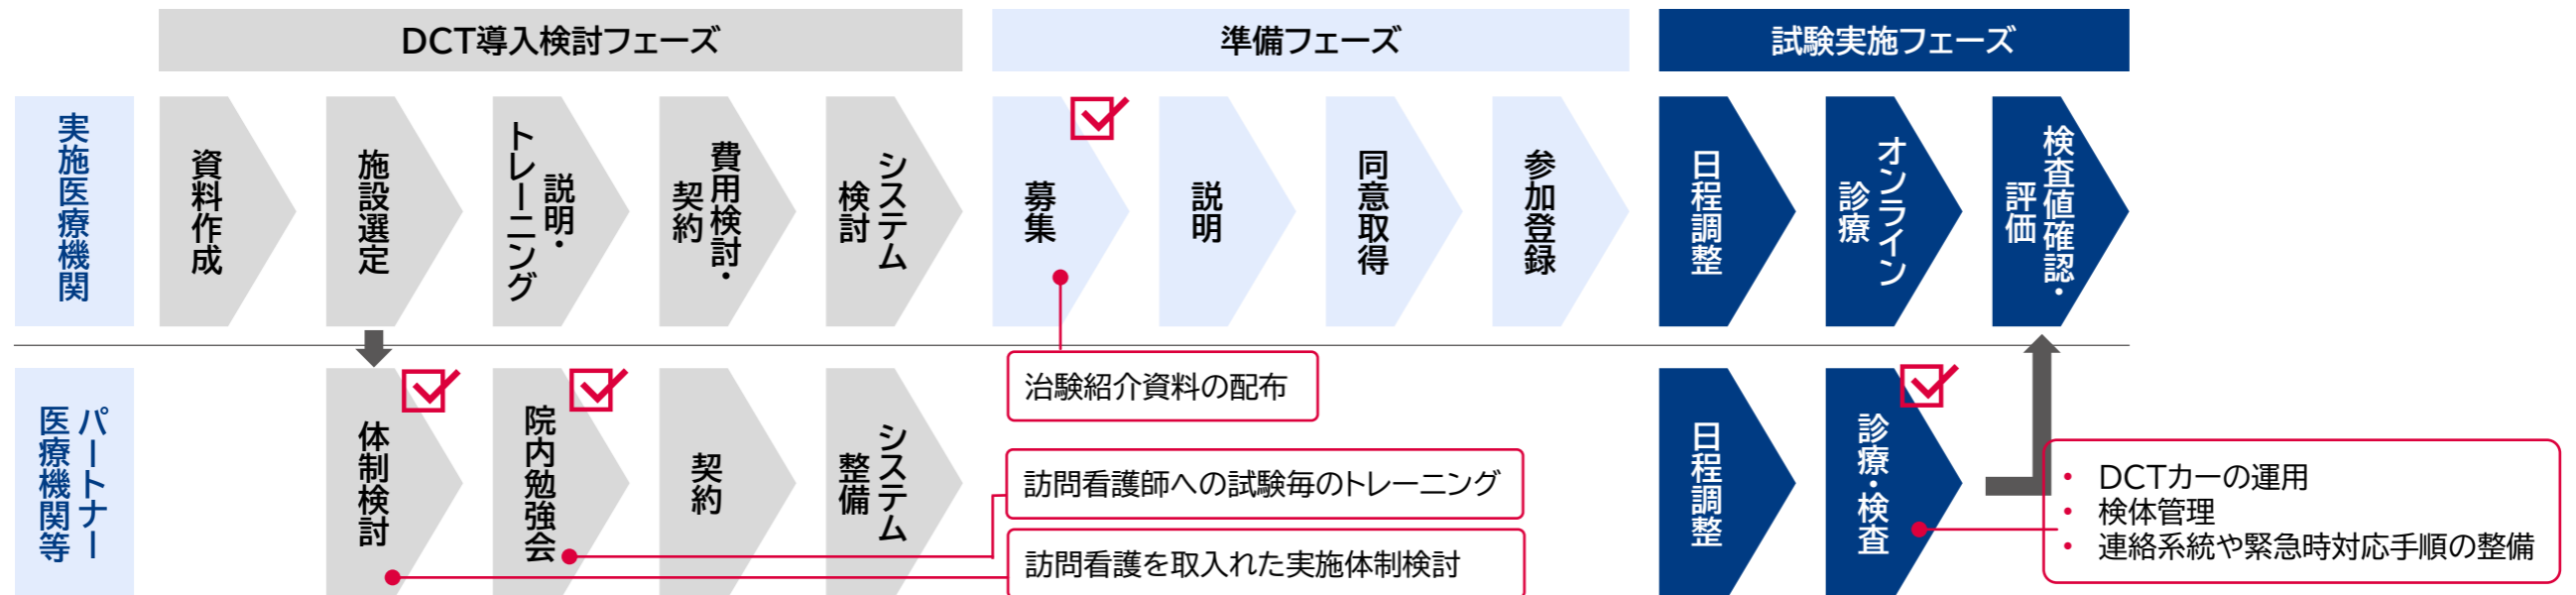 DCT導入検討フェーズ
準備フェーズ
試験実施フェーズ
実施医療機関
資料作成
施設選定
説明・
トレーニング
費用検討・
契約
システム
検討
募集
説明
同意取得
参加登録
日程調整
オンライン
診療
検査値確認・
評価
治験紹介資料の配布
パートナー
医療機関等
体制検討
院内勉強会
契約
システム
整備
訪問看護師への試験毎のトレーニング
訪問看護を取入れた実施体制検討
日程調整
診療・検査
• DCTカーの運用
• 検体管理
• 連絡系統や緊急時対応手順の整備